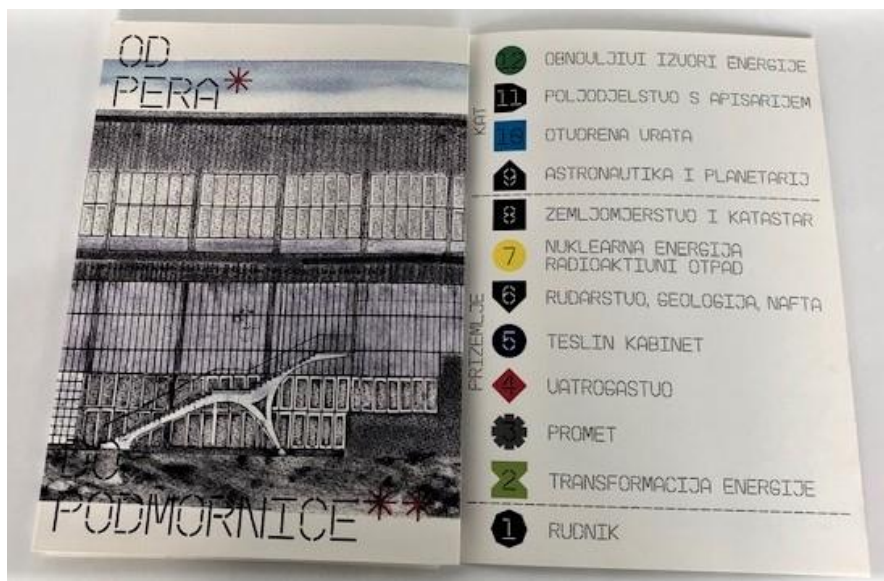 OD
PERA*
DO
PODMORNICE**
KAT
12 OBNOVLJIVI IZVORI ENERGIJE
11 POLJODJELSTVO S APISARIJEM
10 OTVORENA VRATA
9 ASTRONAUTIKA I PLANETARIJ
PRIZEMLJE
8 ZEMLJOMJERSTVO I KATASTAR
7 NUKLEARNA ENERGIJA
RADIOAKTIVNI OTPAD
6 RUDARSTVO, GEOLOGIJA, NAFTA
5 TESLIN KABINET
4 VATROGASTVO
3 PROMET
2 TRANSFORMACIJA ENERGIJE
1 RUDNIK